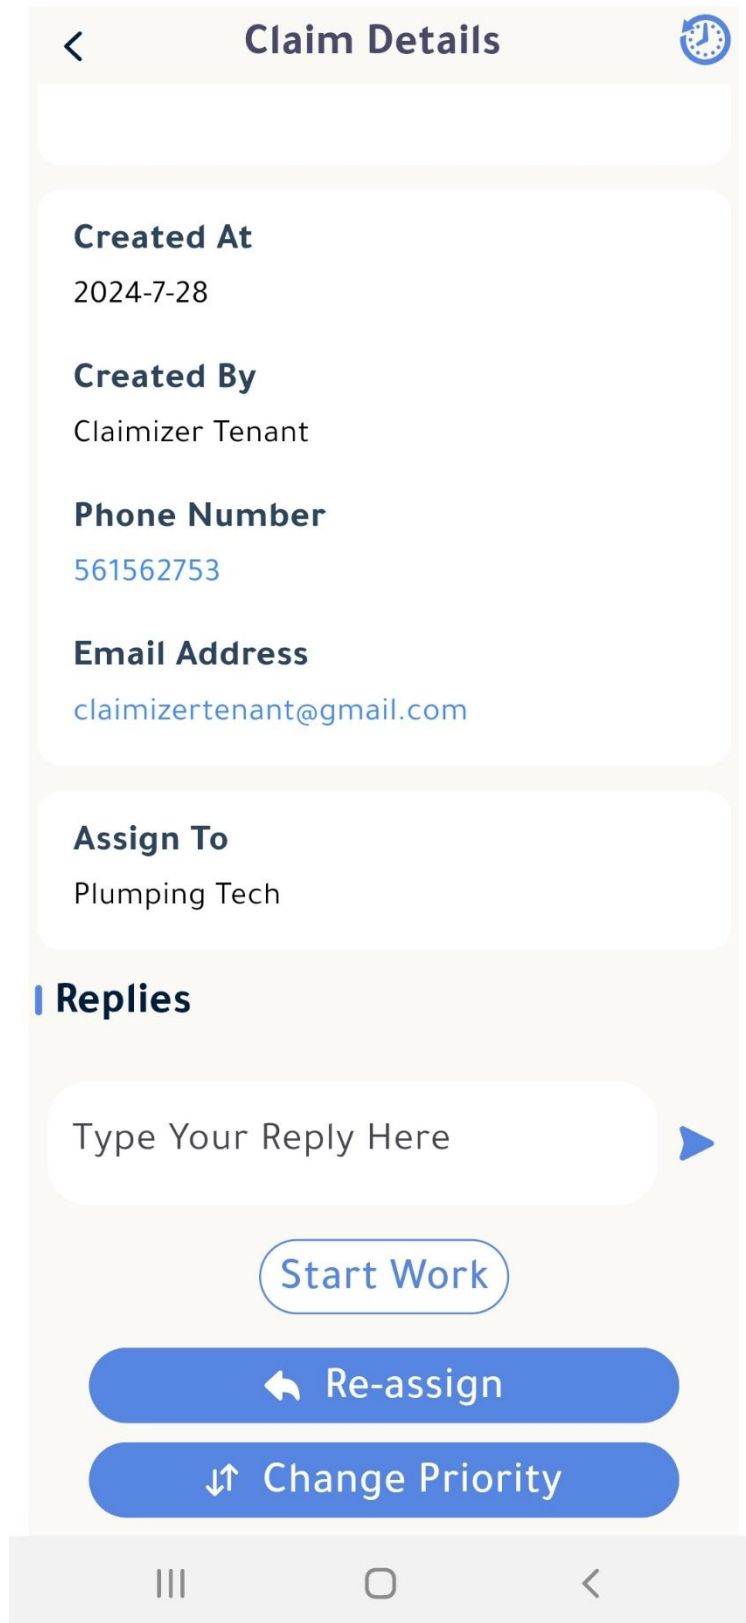 Claim Details
Created At
2024-7-28
Created By
Claimizer Tenant
Phone Number
561562753
Email Address
claimizertenant@gmail.com
Assign To
Plumping Tech
Replies
Type Your Reply Here
Start Work
Re-assign
Change Priority